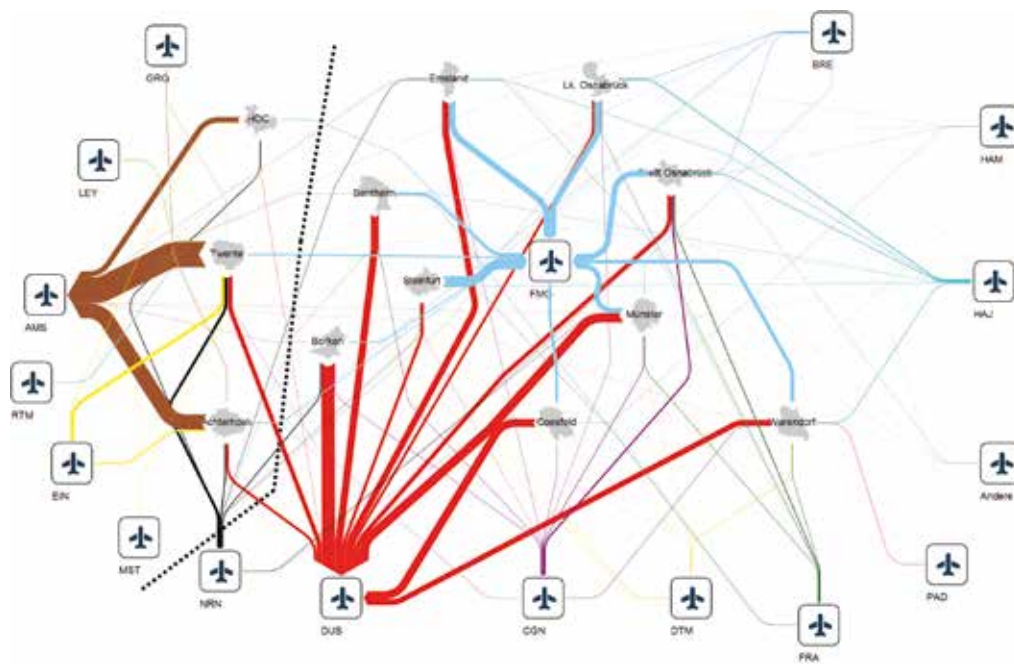 BRE
GRG
Emsland
Lk. Osnabrück
HOC
HAM
LEY
Stadt Osnabrück
Bentheim
Twente
Steinfurt
FMO
AMS
HAJ
Münster
Borken
RTM
Achterhoek
Coesfeld
Warendorf
EIN
Andere
MST
NRN
PAD
DUS
CGN
DTM
FRA